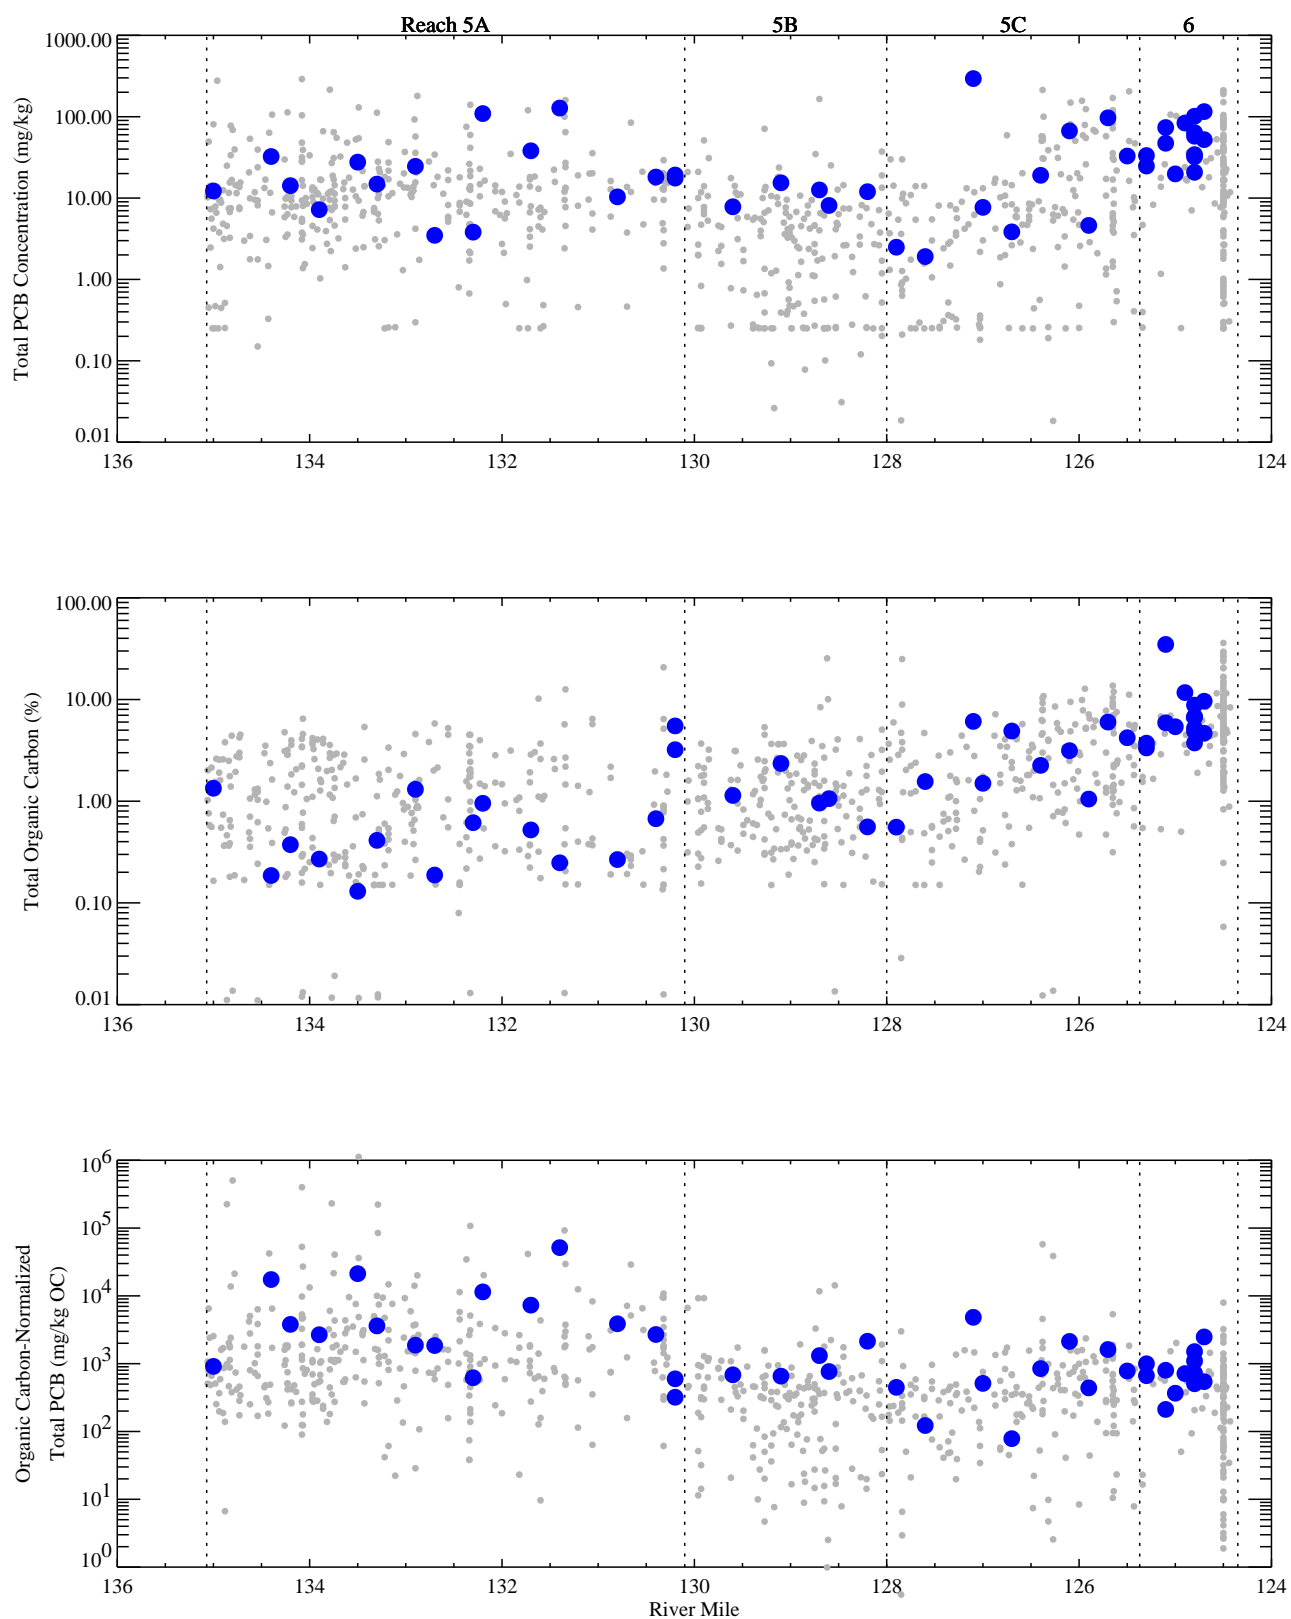 Reach 5A 5B 5C 6
1000.00
100.00
10.00
1.00
0.10
0.01
Total PCB Concentration (mg/kg)
136 134 132 130 128 126 124
100.00
10.00
1.00
0.10
0.01
Total Organic Carbon (%)
136 134 132 130 128 126 124
10^6
10^5
10^4
10^3
10^2
10^1
10^0
Organic Carbon-Normalized
Total PCB (mg/kg OC)
136 134 132 130 128 126 124
River Mile